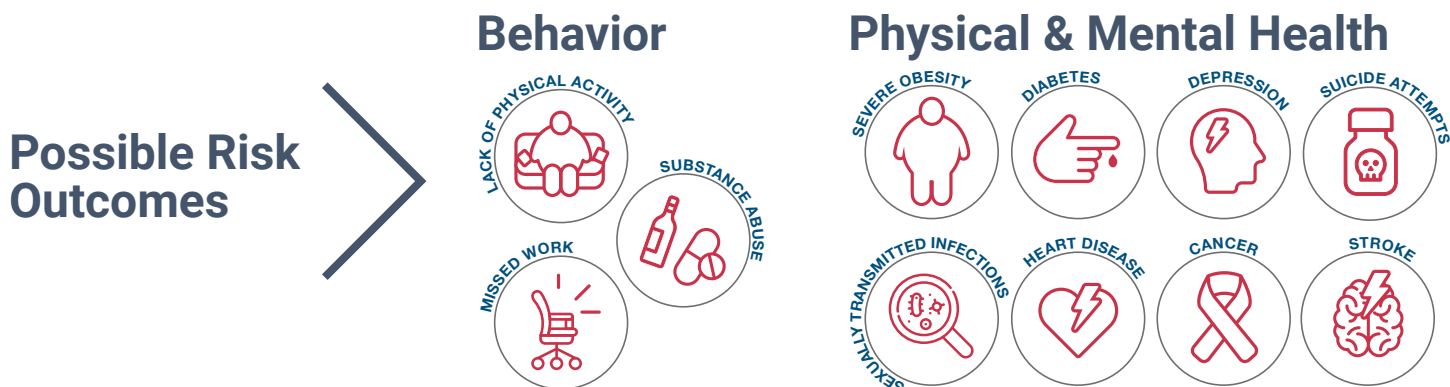 Possible Risk
Outcomes
Behavior
LACK OF PHYSICAL ACTIVITY
SUBSTANCE ABUSE
MISSED WORK
Physical & Mental Health
SEVERE OBESITY
DIABETES
DEPRESSION
SUICIDE ATTEMPTS
SEXUALLY TRANSMITTED INFECTIONS
HEART DISEASE
CANCER
STROKE